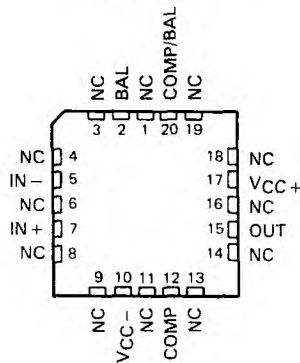 NC BAL NC COMP/BAL NC
3 2 1 20 19
NC 4 18 NC
IN− 5 17 VCC+
NC 6 16 NC
IN+ 7 15 OUT
NC 8 14 NC
9 10 11 12 13
NC VCC− NC COMP NC